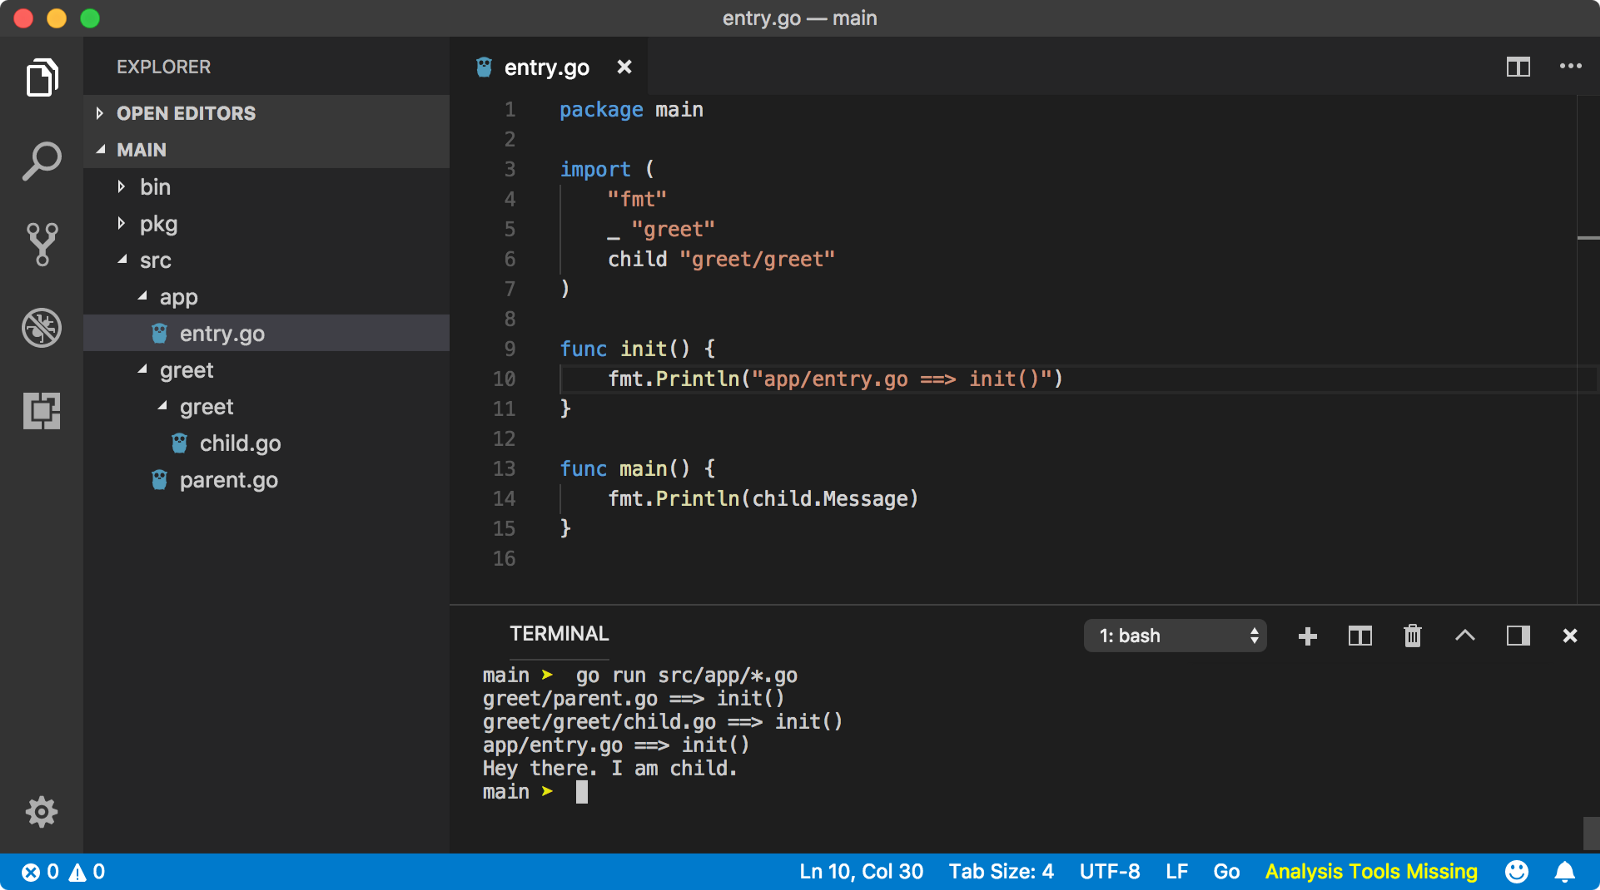 entry.go — main
EXPLORER
OPEN EDITORS
MAIN
bin
pkg
src
app
entry.go
greet
greet
child.go
parent.go
entry.go
1 package main
2
3 import (
4 "fmt"
5 _ "greet"
6 child "greet/greet"
7 )
8
9 func init() {
10 fmt.Println("app/entry.go ==> init()")
11 }
12
13 func main() {
14 fmt.Println(child.Message)
15 }
16
TERMINAL
1: bash
main ➤ go run src/app/*.go
greet/parent.go ==> init()
greet/greet/child.go ==> init()
app/entry.go ==> init()
Hey there. I am child.
main ➤
0 0 Ln 10, Col 30 Tab Size: 4 UTF-8 LF Go Analysis Tools Missing